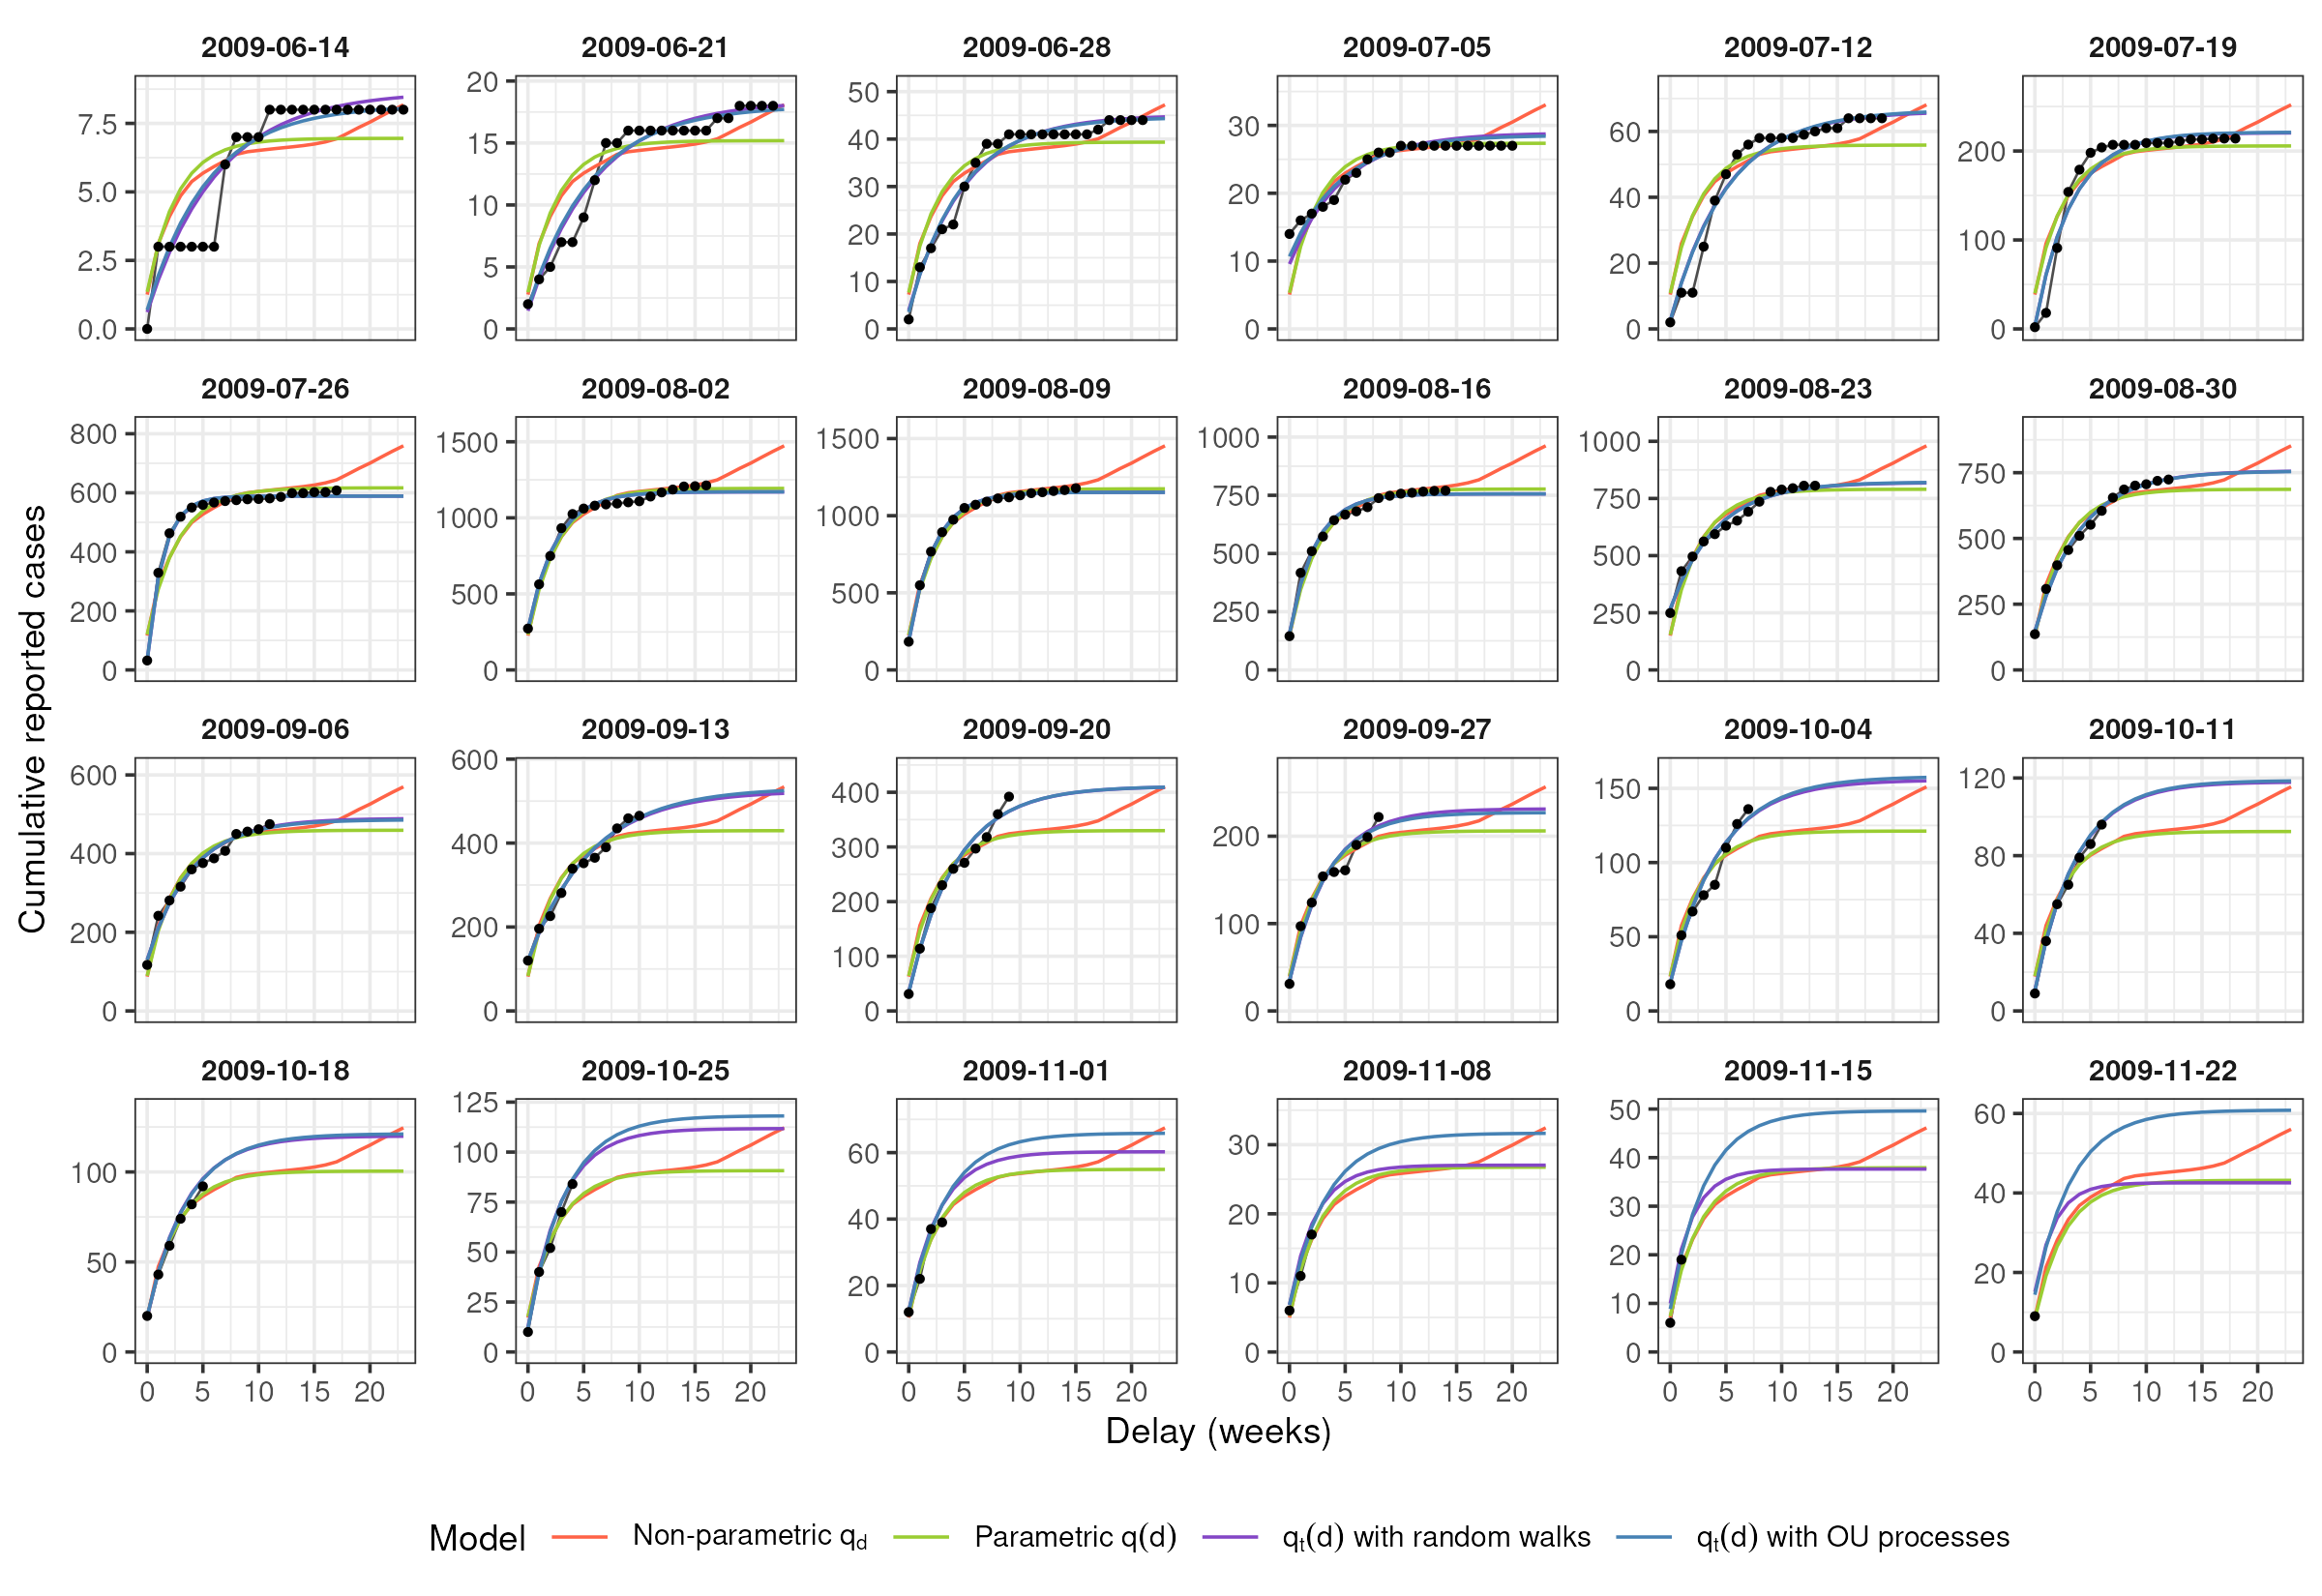 2009-06-14 2009-06-21 2009-06-28 2009-07-05 2009-07-12 2009-07-19
0.0 2.5 5.0 7.5
0 5 10 15 20
0 10 20 30 40 50
0 10 20 30
0 20 40 60
0 100 200
2009-07-26 2009-08-02 2009-08-09 2009-08-16 2009-08-23 2009-08-30
0 200 400 600 800
0 500 1000 1500
0 500 1000 1500
0 250 500 750 1000
0 250 500 750 1000
0 250 500 750
2009-09-06 2009-09-13 2009-09-20 2009-09-27 2009-10-04 2009-10-11
0 200 400 600
0 200 400 600
0 100 200 300 400
0 100 200
0 50 100 150
0 40 80 120
2009-10-18 2009-10-25 2009-11-01 2009-11-08 2009-11-15 2009-11-22
0 50 100
0 25 50 75 100 125
0 20 40 60
0 10 20 30
0 10 20 30 40 50
0 20 40 60
0 5 10 15 20 0 5 10 15 20 0 5 10 15 20 0 5 10 15 20 0 5 10 15 20 0 5 10 15 20
Cumulative reported cases
Delay (weeks)
Model Non-parametric q_d Parametric q(d) q_t(d) with random walks q_t(d) with OU processes